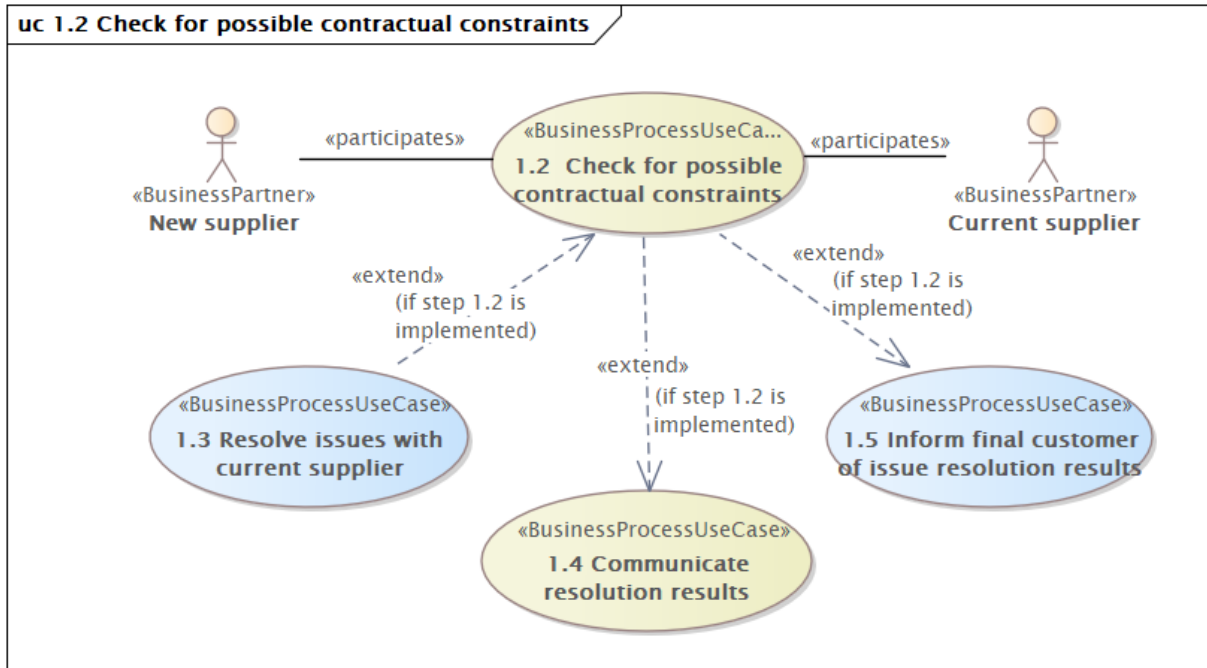 uc 1.2 Check for possible contractual constraints
«BusinessProcessUseCa...
1.2 Check for possible
contractual constraints
«participates»
«participates»
«BusinessPartner»
New supplier
«BusinessPartner»
Current supplier
«extend»
(if step 1.2 is
implemented)
«extend»
(if step 1.2 is
implemented)
«extend»
(if step 1.2 is
implemented)
«BusinessProcessUseCase»
1.3 Resolve issues with
current supplier
«BusinessProcessUseCase»
1.5 Inform final customer
of issue resolution results
«BusinessProcessUseCase»
1.4 Communicate
resolution results